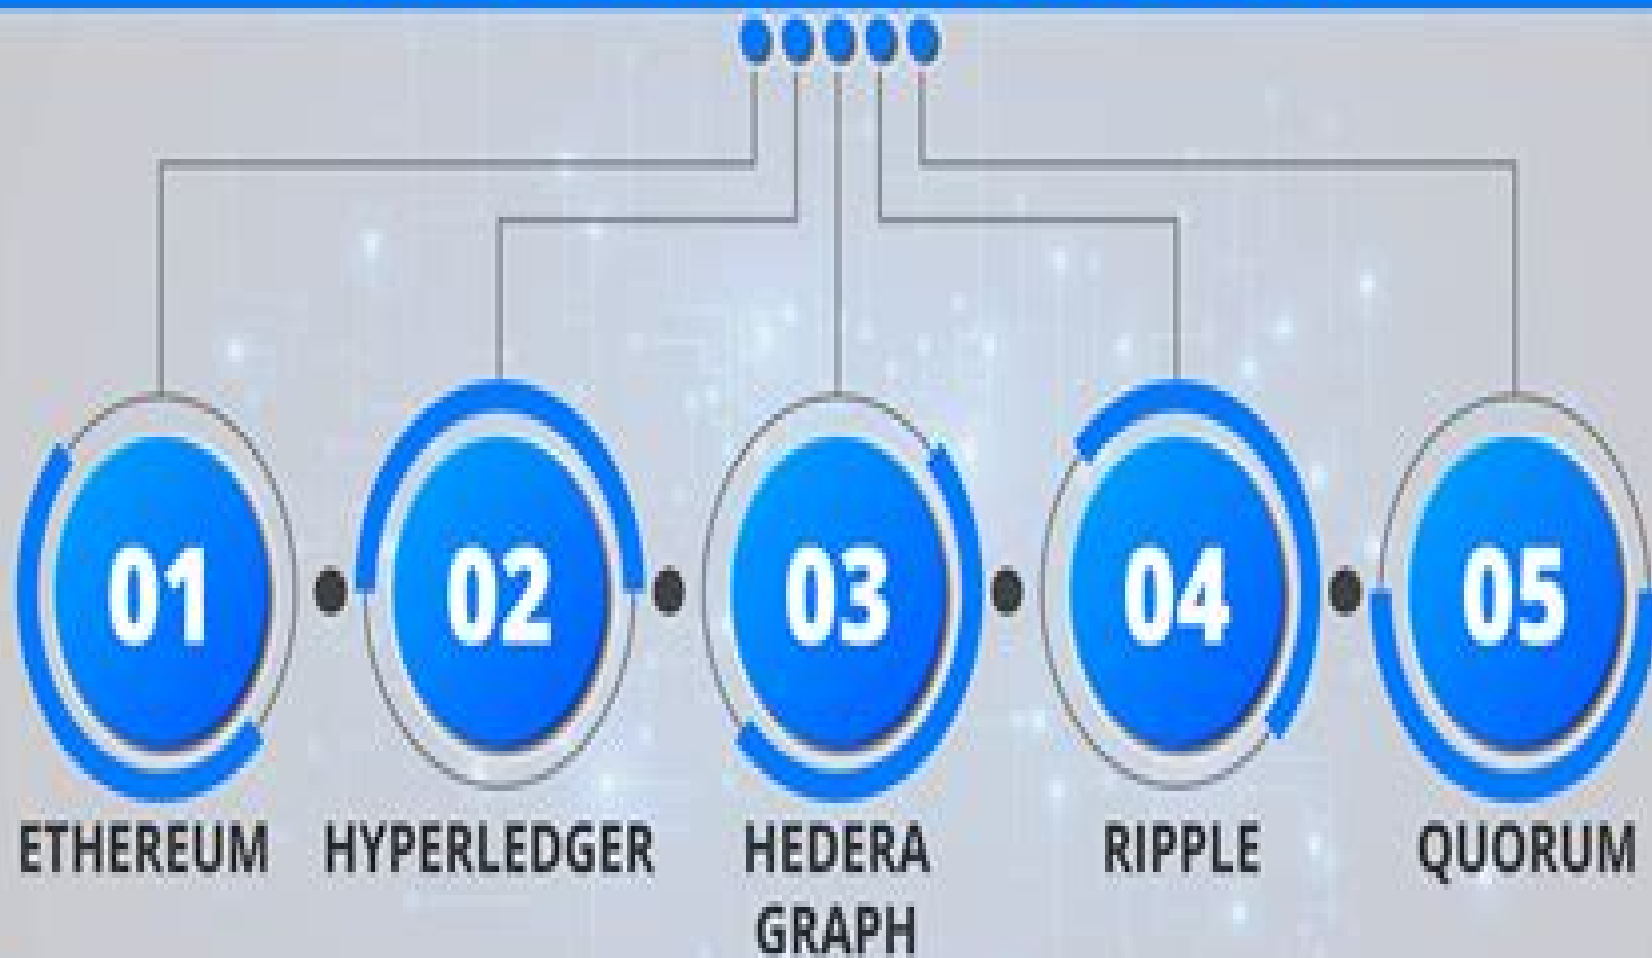 01
02
03
04
05
ETHEREUM
HYPERLEDGER
HEDERA
GRAPH
RIPPLE
QUORUM